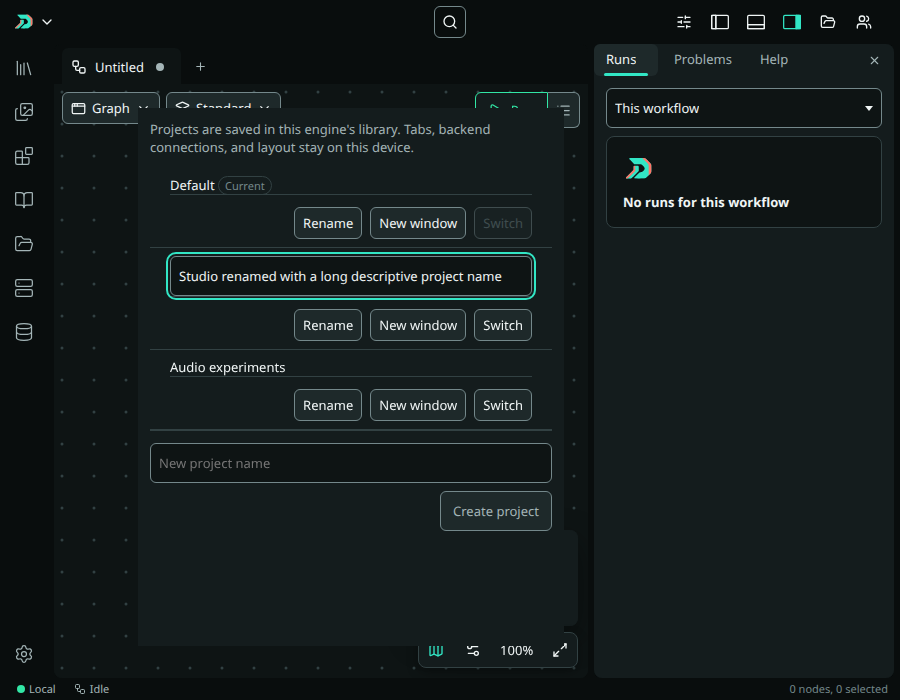 Untitled
Runs
Problems
Help
Graph
Standard
This workflow
No runs for this workflow
Projects are saved in this engine's library. Tabs, backend
connections, and layout stay on this device.
Default Current
Rename New window Switch
Studio renamed with a long descriptive project name
Rename New window Switch
Audio experiments
Rename New window Switch
New project name
Create project
100%
Local Idle
0 nodes, 0 selected